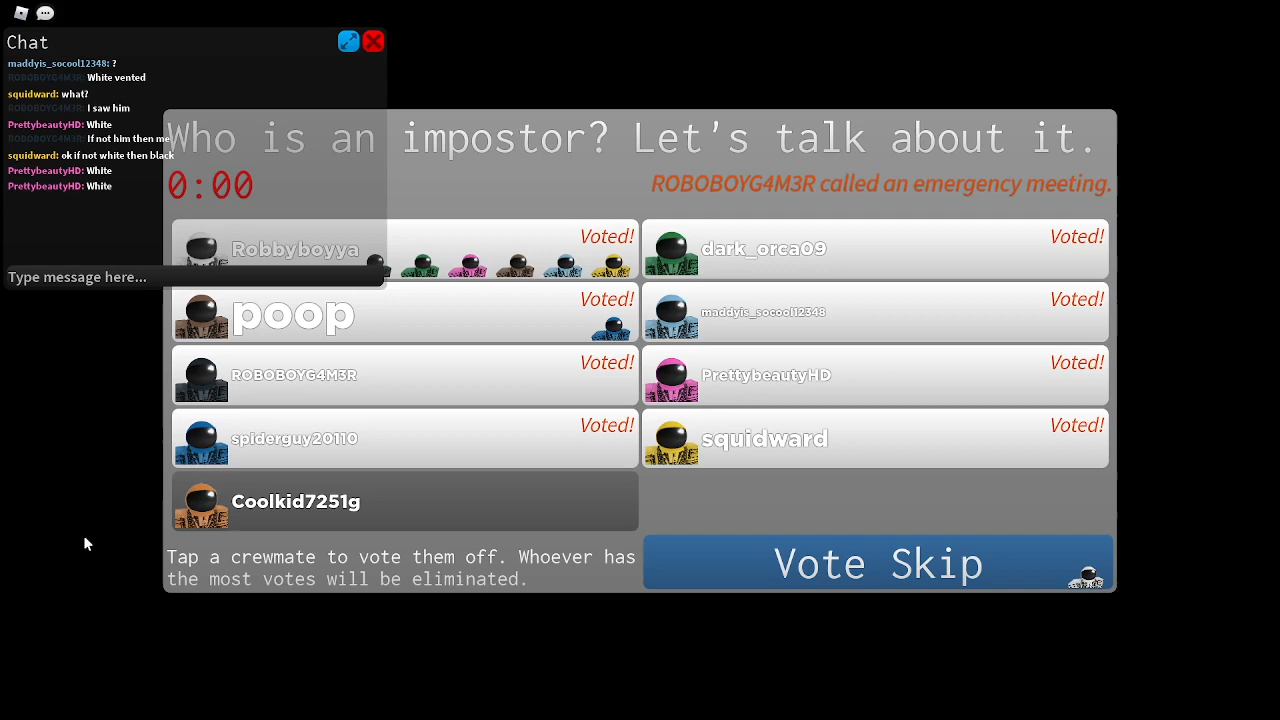 Chat
maddyis_socool12348: ?
ROBOBOYG4M3R: White vented
squidward: what?
ROBOBOYG4M3R: I saw him
PrettybeautyHD: White
ROBOBOYG4M3R: If not him then me
squidward: ok if not white then black
PrettybeautyHD: White
PrettybeautyHD: White
Type message here...
Who is an impostor? Let's talk about it.
0:00
ROBOBOYG4M3R called an emergency meeting.
Robbyboyya Voted!
dark_orca09 Voted!
poop Voted!
maddyis_socool12348 Voted!
ROBOBOYG4M3R Voted!
PrettybeautyHD Voted!
spiderguy20110 Voted!
squidward Voted!
Coolkid7251g
Tap a crewmate to vote them off. Whoever has
the most votes will be eliminated.
Vote Skip